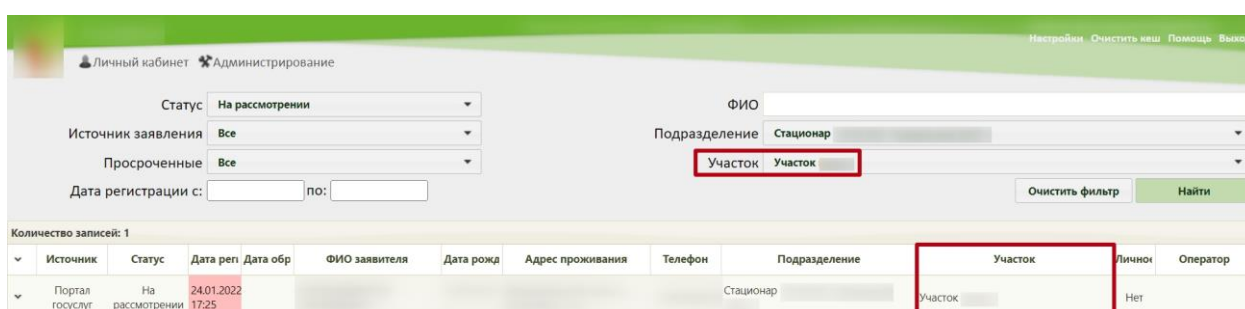 Настройки Очистить кеш Помощь Выхо
Личный кабинет Администрирование
Статус На рассмотрении ФИО
Источник заявления Все Подразделение Стационар
Просроченные Все Участок Участок
Дата регистрации с: по: Очистить фильтр Найти
Количество записей: 1
Источник Статус Дата реги Дата обр ФИО заявителя Дата рожд Адрес проживания Телефон Подразделение Участок Личное Оператор
Портал На 24.01.2022 Стационар
госуслуг рассмотрении 17:25 Участок Нет